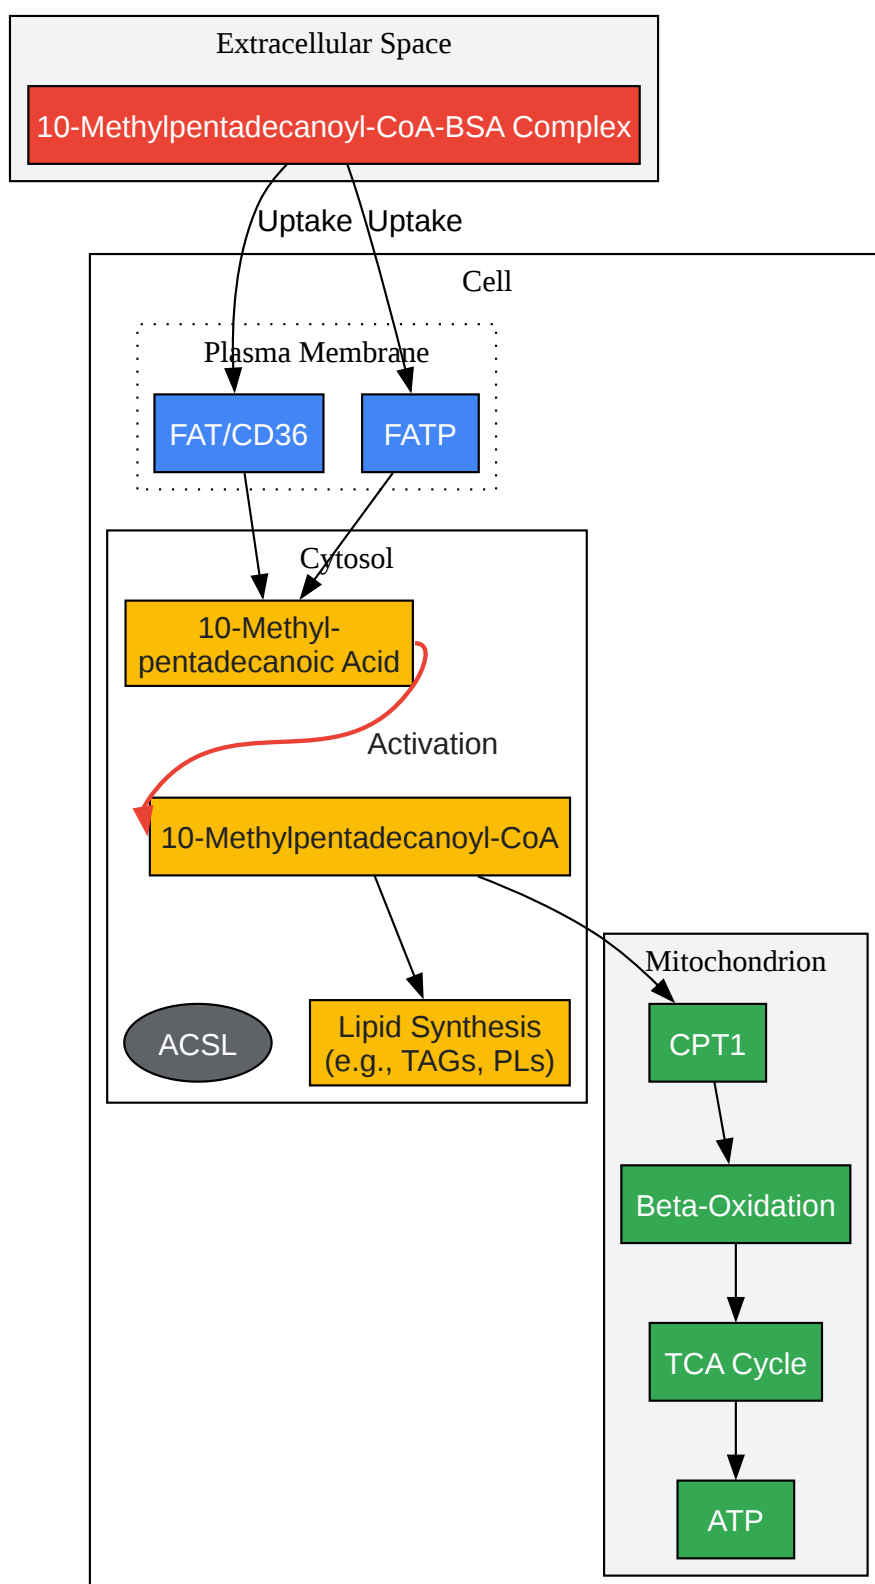 Extracellular Space
10-Methylpentadecanoyl-CoA-BSA Complex
Uptake
Uptake
Cell
Plasma Membrane
FAT/CD36
FATP
Cytosol
10-Methyl-
pentadecanoic Acid
Activation
10-Methylpentadecanoyl-CoA
Mitochondrion
ACSL
Lipid Synthesis
(e.g., TAGs, PLs)
CPT1
Beta-Oxidation
TCA Cycle
ATP